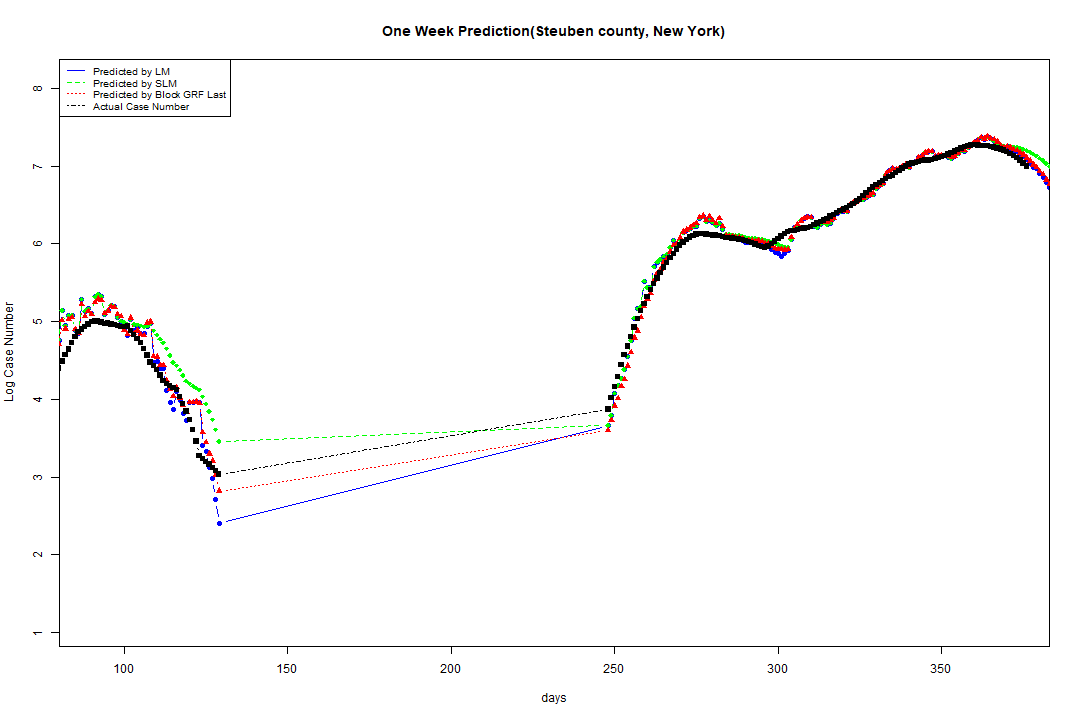 One Week Prediction(Steuben county, New York)
Predicted by LM
Predicted by SLM
Predicted by Block GRF Last
Actual Case Number
8
7
6
5
4
3
2
1
Log Case Number
100 150 200 250 300 350
days